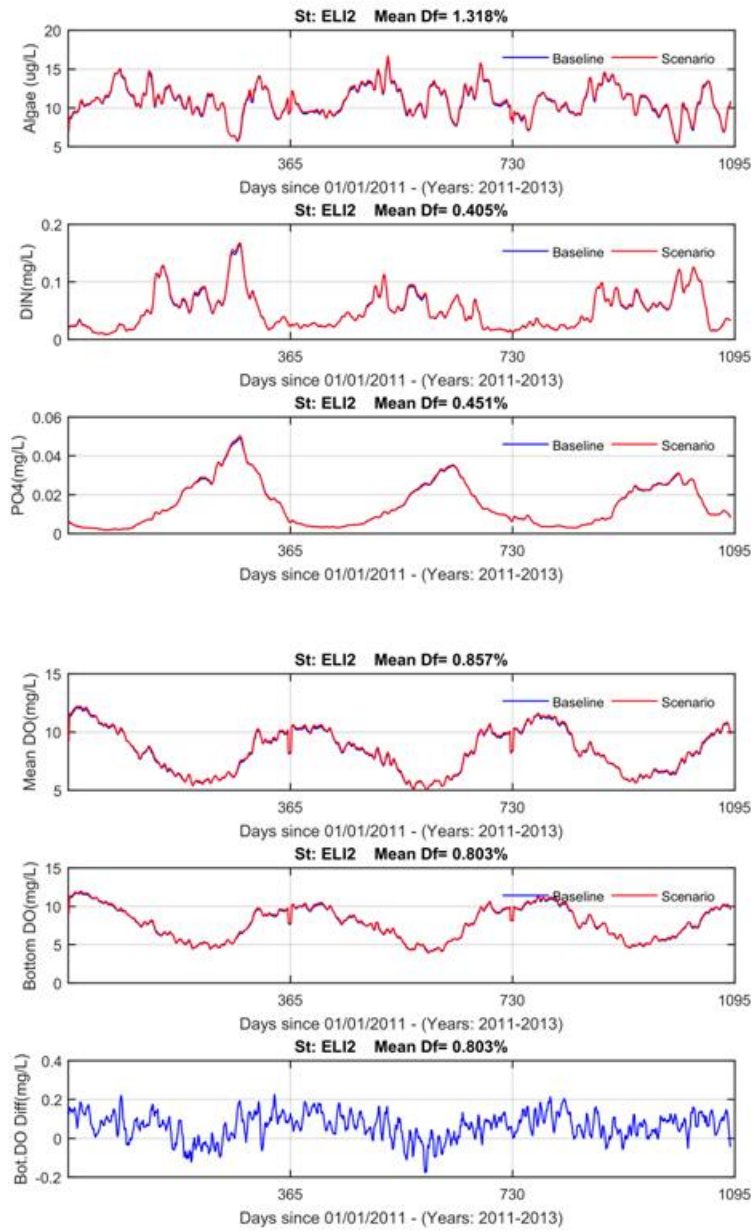 St: ELI2 Mean Df= 1.318%
20
15
10
5
Algae (ug/L)
Baseline Scenario
365 730 1095
Days since 01/01/2011 - (Years: 2011-2013)
St: ELI2 Mean Df= 0.405%
0.2
0.1
0
DIN(mg/L)
Baseline Scenario
365 730 1095
Days since 01/01/2011 - (Years: 2011-2013)
St: ELI2 Mean Df= 0.451%
0.06
0.04
0.02
0
PO4(mg/L)
Baseline Scenario
365 730 1095
Days since 01/01/2011 - (Years: 2011-2013)
St: ELI2 Mean Df= 0.857%
15
10
5
Mean DO(mg/L)
Baseline Scenario
365 730 1095
Days since 01/01/2011 - (Years: 2011-2013)
St: ELI2 Mean Df= 0.803%
15
10
5
0
Bottom DO(mg/L)
Baseline Scenario
365 730 1095
Days since 01/01/2011 - (Years: 2011-2013)
St: ELI2 Mean Df= 0.803%
0.4
0.2
0
-0.2
Bot.DO Diff(mg/L)
365 730 1095
Days since 01/01/2011 - (Years: 2011-2013)